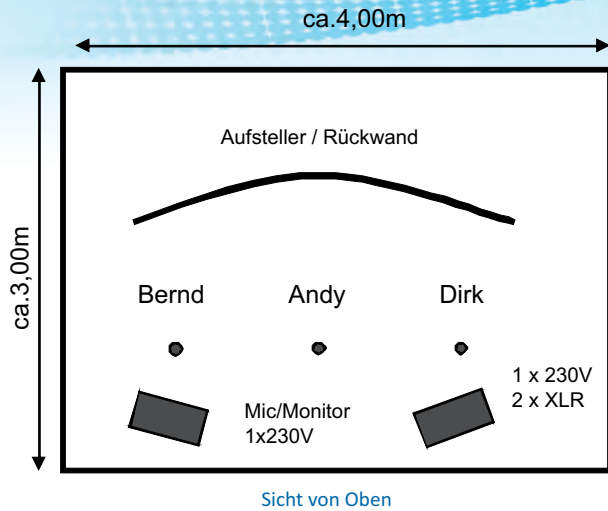 ca.4,00m
ca.3,00m
Aufsteller / Rückwand
Bernd Andy Dirk
1 x 230V
2 x XLR
Mic/Monitor
1x230V
Sicht von Oben